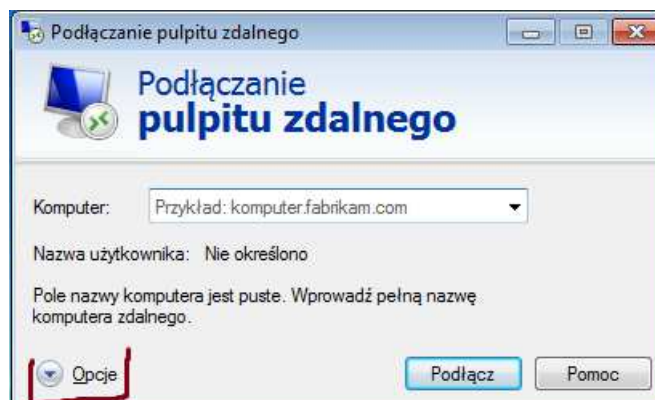 Podłączanie pulpitu zdalnego
Podłączanie
pulpitu zdalnego
Komputer: Przykład: komputer.fabrikam.com
Nazwa użytkownika: Nie określono
Pole nazwy komputera jest puste. Wprowadź pełną nazwę
komputera zdalnego.
Opcje Podłącz Pomoc